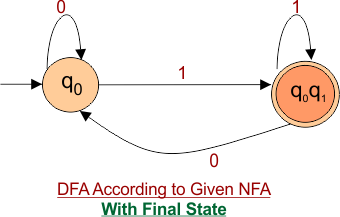 0
1
q₀
1
q₀q₁
0
DFA According to Given NFA
With Final State